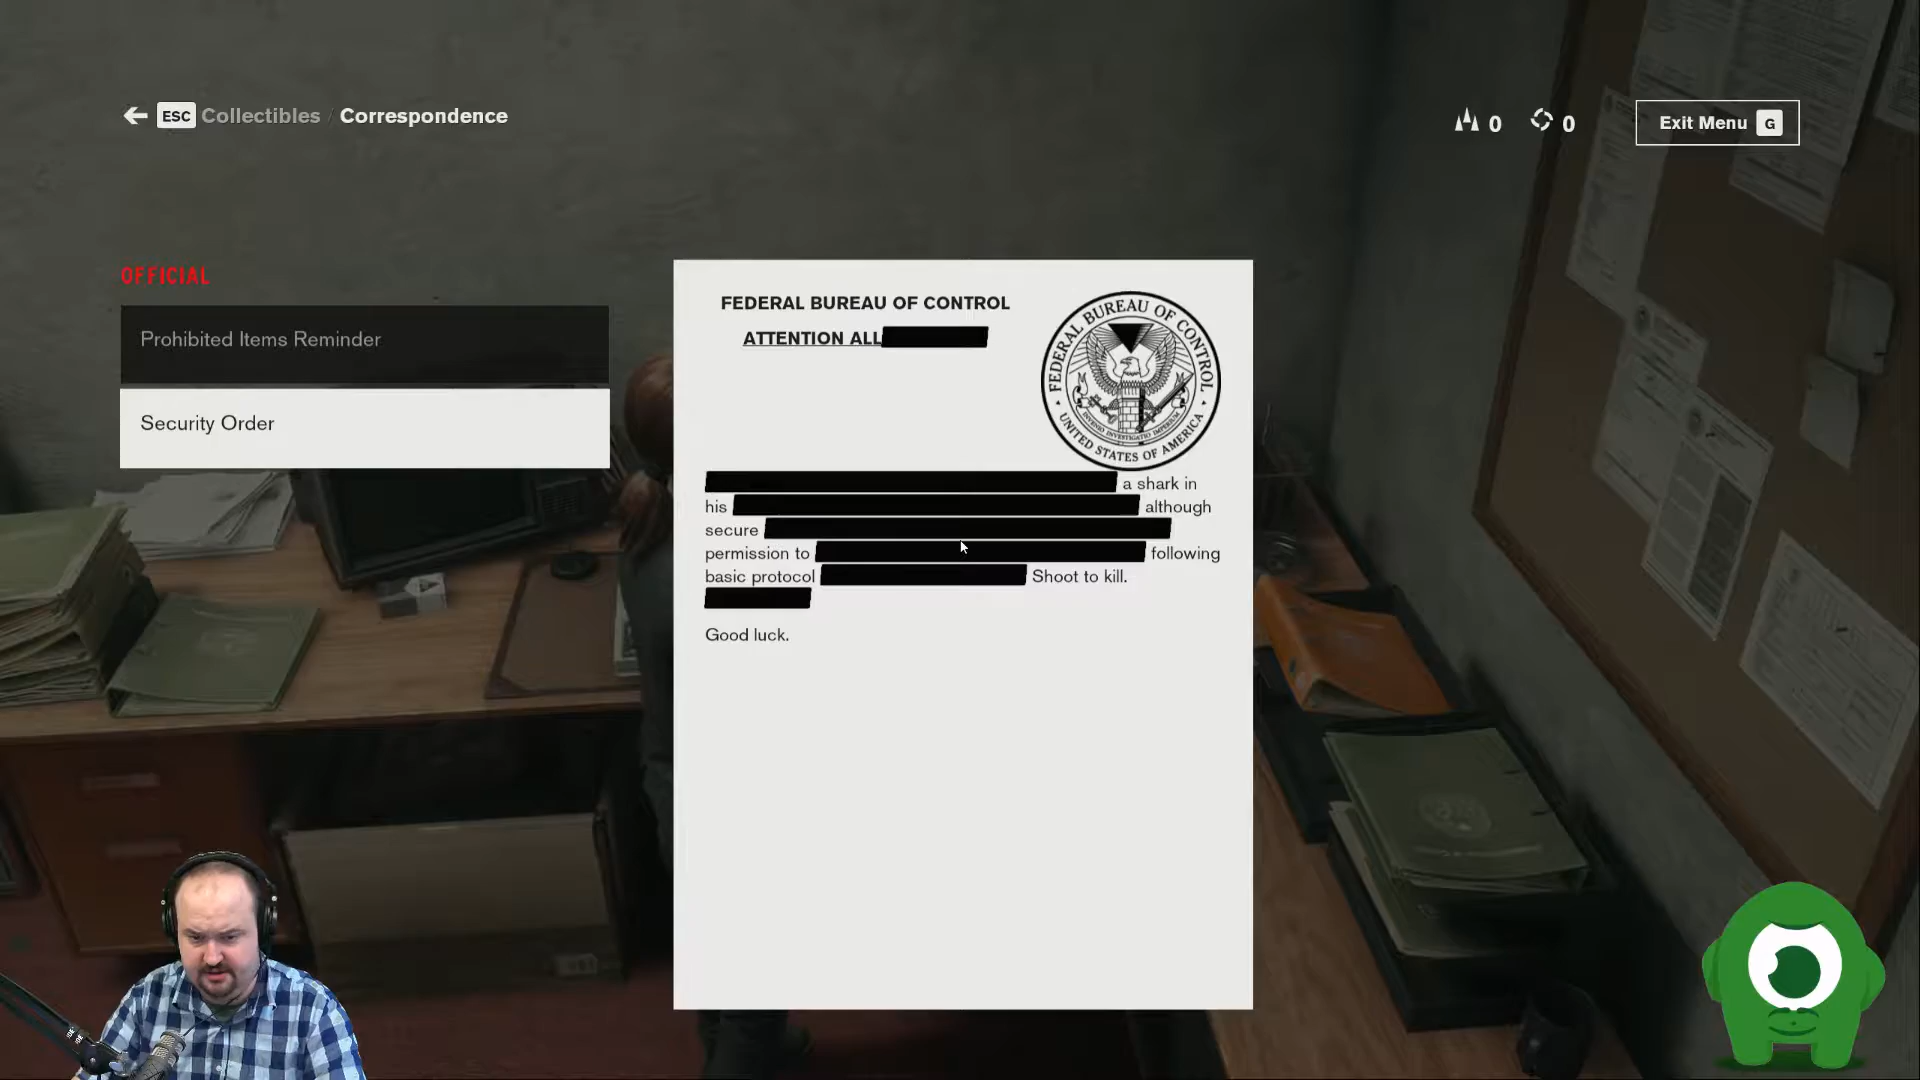 ESC Collectibles / Correspondence
0 0 Exit Menu G
OFFICIAL
Prohibited Items Reminder
Security Order
FEDERAL BUREAU OF CONTROL
ATTENTION ALL
FEDERAL BUREAU OF CONTROL
UNITED STATES OF AMERICA
a shark in
his although
secure
permission to following
basic protocol Shoot to kill.
Good luck.